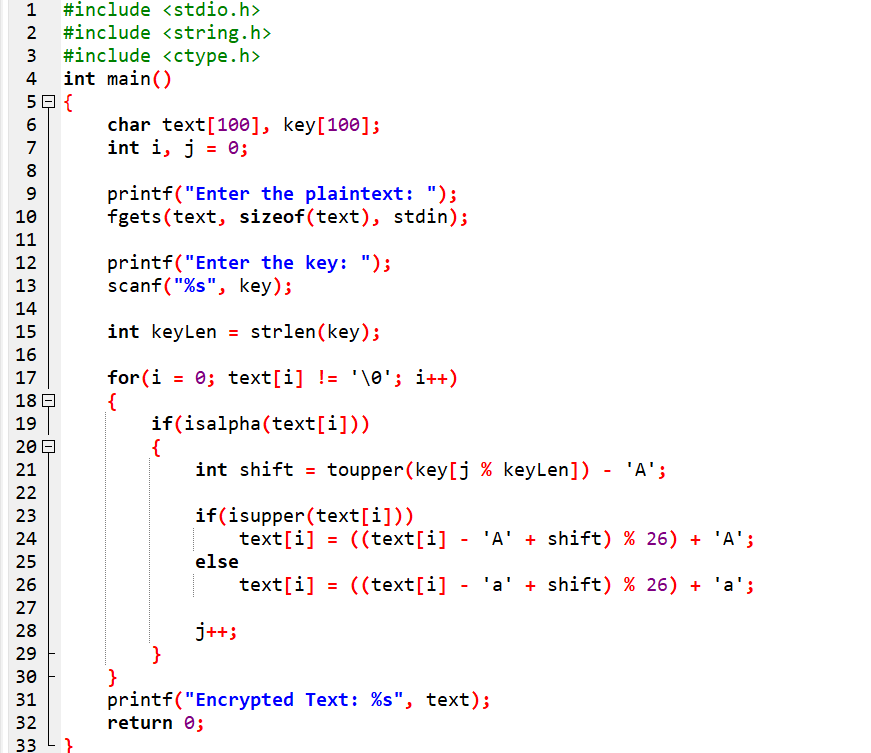 1 #include <stdio.h>
2 #include <string.h>
3 #include <ctype.h>
4 int main()
5 {
6     char text[100], key[100];
7     int i, j = 0;
8
9     printf("Enter the plaintext: ");
10     fgets(text, sizeof(text), stdin);
11
12     printf("Enter the key: ");
13     scanf("%s", key);
14
15     int keyLen = strlen(key);
16
17     for(i = 0; text[i] != '\0'; i++)
18     {
19         if(isalpha(text[i]))
20         {
21             int shift = toupper(key[j % keyLen]) - 'A';
22
23             if(isupper(text[i]))
24                 text[i] = ((text[i] - 'A' + shift) % 26) + 'A';
25             else
26                 text[i] = ((text[i] - 'a' + shift) % 26) + 'a';
27
28             j++;
29         }
30     }
31     printf("Encrypted Text: %s", text);
32     return 0;
33 }